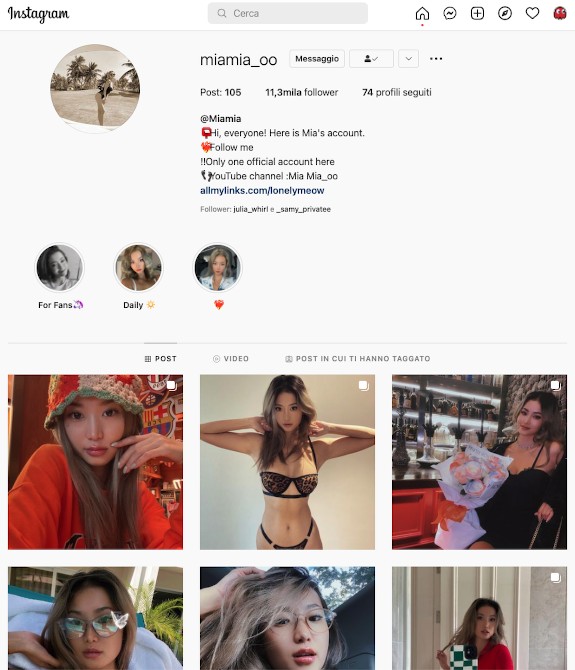 Instagram
Cerca
miamia_oo
Messaggio
Post: 105 11,3mila follower 74 profili seguiti
@Miamia
Hi, everyone! Here is Mia's account.
Follow me
!!Only one official account here
YouTube channel :Mia Mia_oo
allmylinks.com/lonelymeow
Follower: julia_whirl e _samy_privatee
For Fans
Daily
POST
VIDEO
POST IN CUI TI HANNO TAGGATO